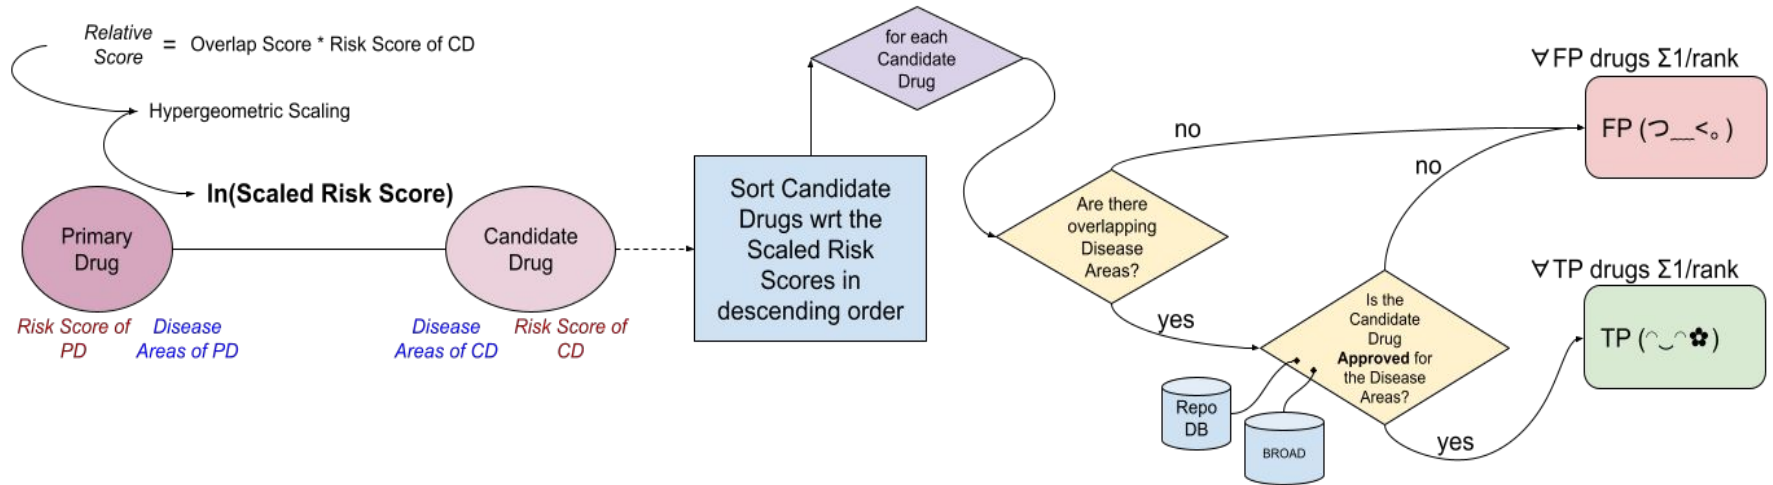 Relative
Score = Overlap Score * Risk Score of CD
Hypergeometric Scaling
ln(Scaled Risk Score)
Primary
Drug
Candidate
Drug
Risk Score of
PD
Disease
Areas of PD
Disease
Areas of CD
Risk Score of
CD
Sort Candidate
Drugs wrt the
Scaled Risk
Scores in
descending order
for each
Candidate
Drug
Are there
overlapping
Disease
Areas?
no
yes
Is the
Candidate
Drug
Approved for
the Disease
Areas?
no
yes
Repo
DB
BROAD
∀ FP drugs Σ1/rank
FP (つ﹏<。)
∀ TP drugs Σ1/rank
TP (◠‿◠✿)